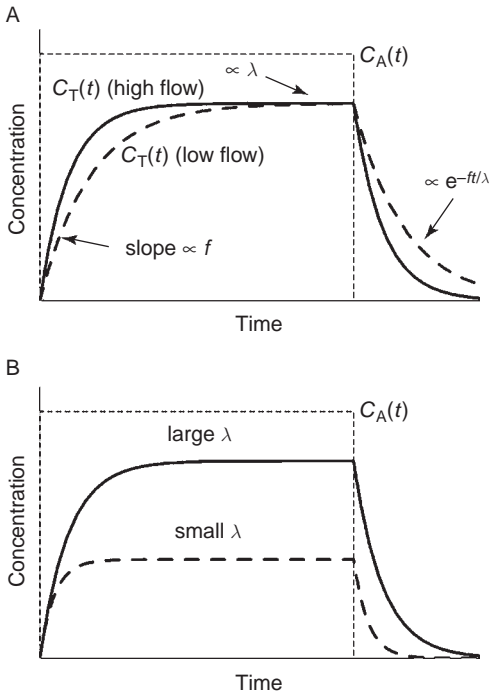 A
C_A(t)
∝ λ
C_T(t) (high flow)
C_T(t) (low flow)
∝ e^–ft/λ
slope ∝ f
Concentration
Time
B
C_A(t)
large λ
small λ
Concentration
Time